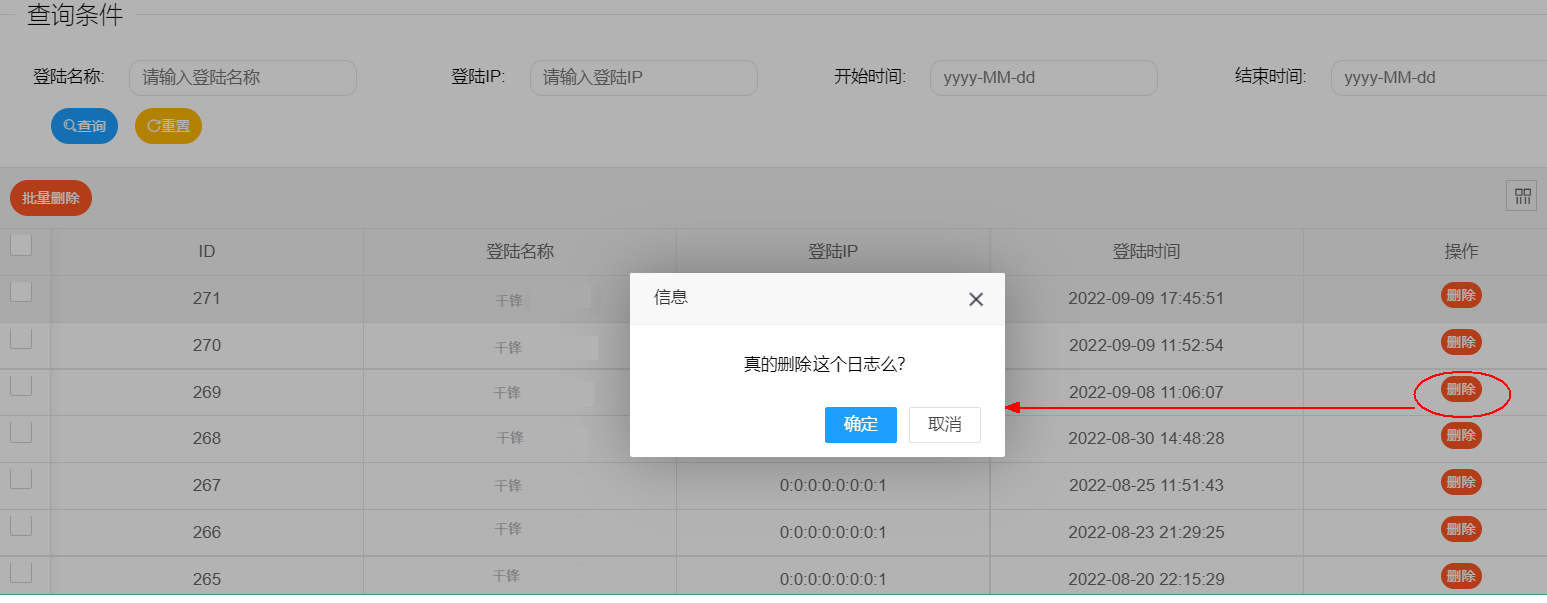 查询条件
登陆名称: 请输入登陆名称 登陆IP: 请输入登陆IP 开始时间: yyyy-MM-dd 结束时间: yyyy-MM-dd
查询 重置
批量删除
ID 登陆名称 登陆IP 登陆时间 操作
271 干锋 2022-09-09 17:45:51 删除
270 干锋 2022-09-09 11:52:54 删除
269 干锋 2022-09-08 11:06:07 删除
268 干锋 2022-08-30 14:48:28 删除
267 干锋 0:0:0:0:0:0:0:1 2022-08-25 11:51:43 删除
266 干锋 0:0:0:0:0:0:0:1 2022-08-23 21:29:25 删除
265 干锋 0:0:0:0:0:0:0:1 2022-08-20 22:15:29 删除
信息
真的删除这个日志么?
确定 取消